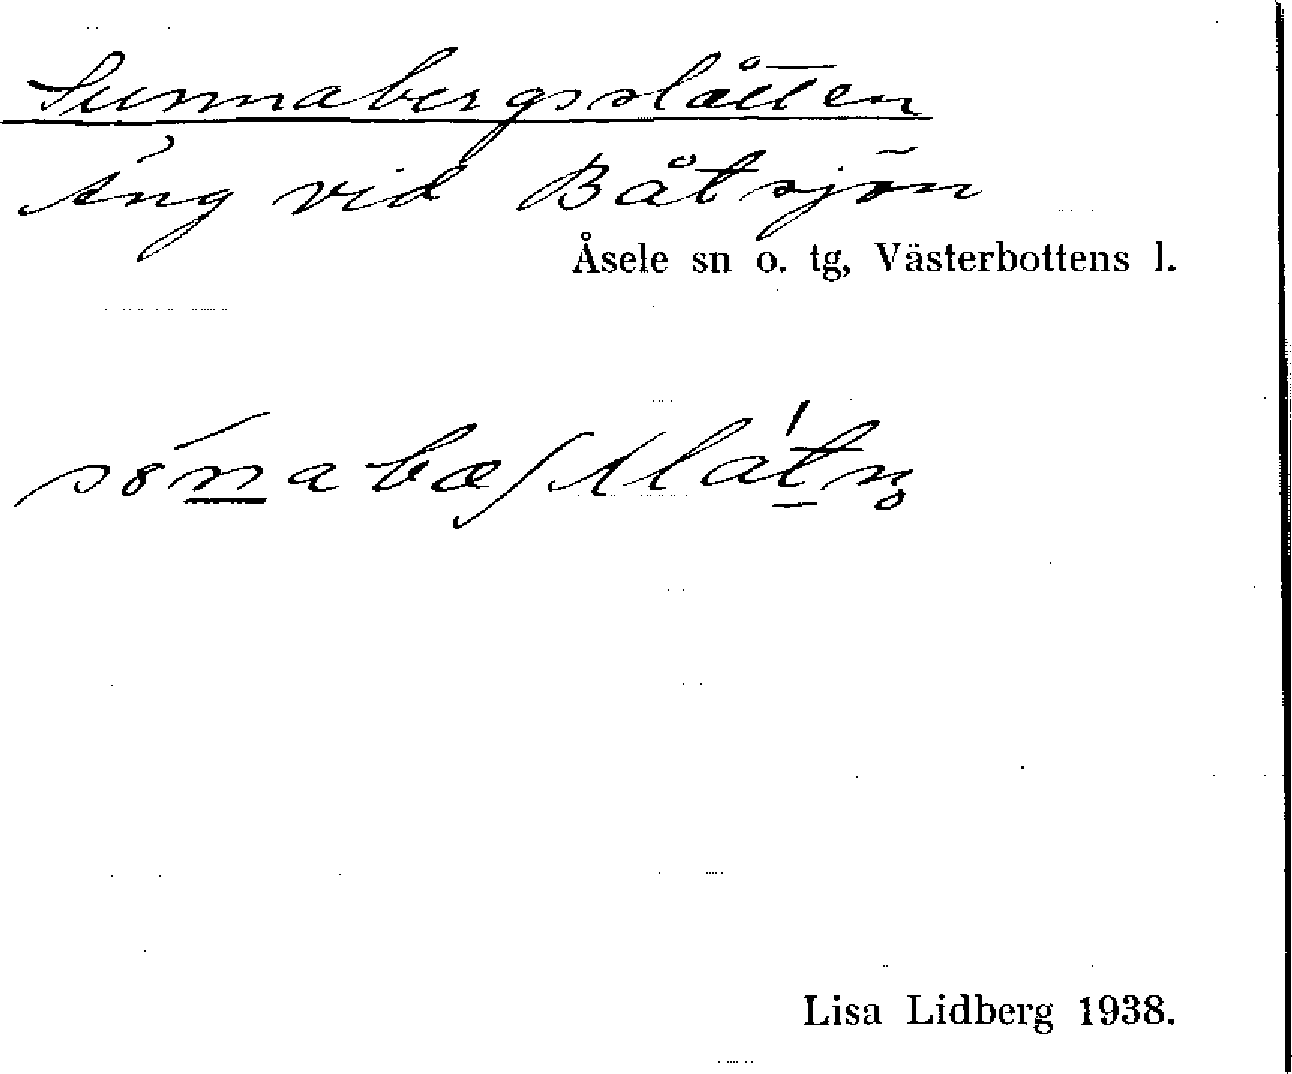 Sunnabergsslåtten
Äng vid Båtsjön
Åsele sn o. tg, Västerbottens l.
Lisa Lidberg 1938.